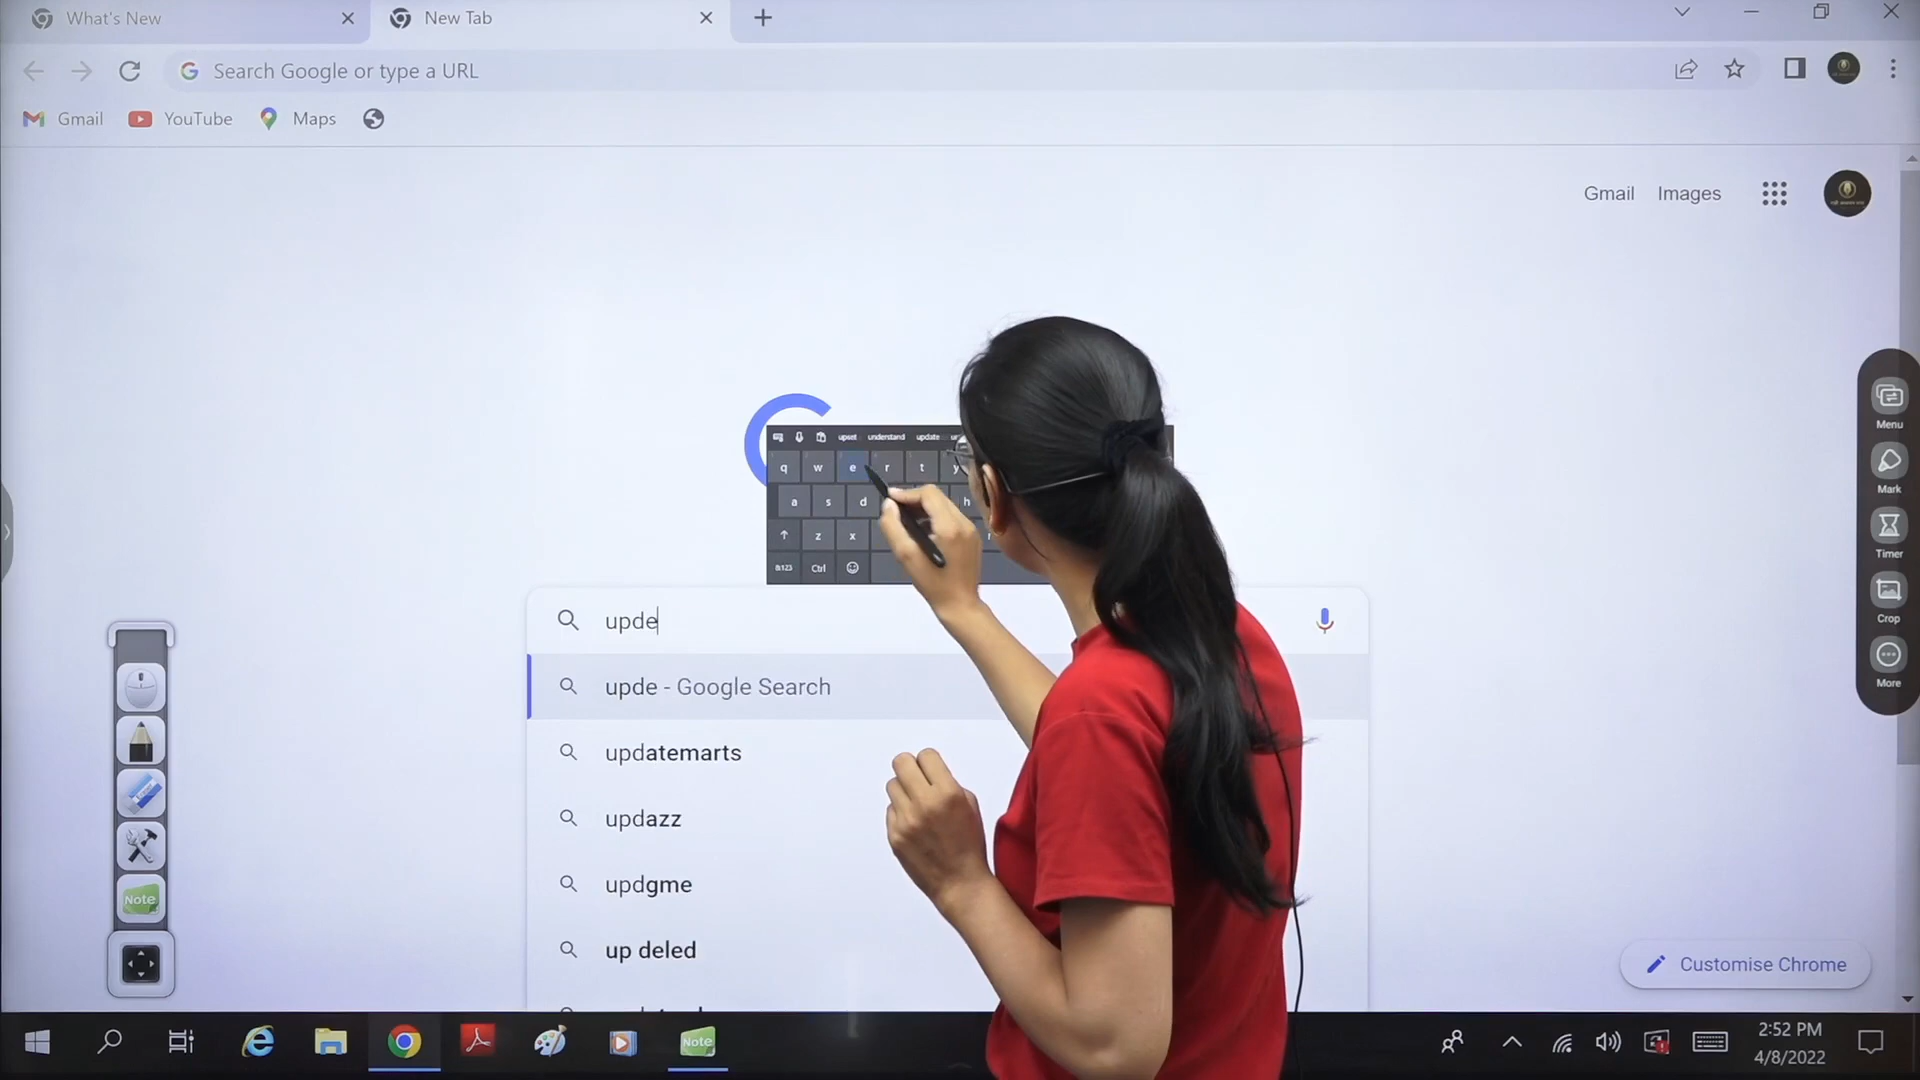 What's New
New Tab
Search Google or type a URL
Gmail
YouTube
Maps
Gmail
Images
upset
understand
update
q w e r t y
a s d h
z x
&123
Ctrl
upde
upde - Google Search
updatemarts
updazz
updgme
up deled
Menu
Mark
Timer
Crop
More
Eraser
Note
Customise Chrome
Note
2:52 PM
4/8/2022